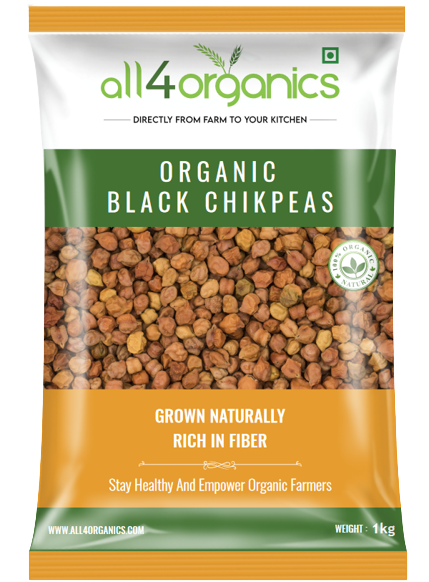 all4organics
DIRECTLY FROM FARM TO YOUR KITCHEN
ORGANIC
BLACK CHIKPEAS
100% ORGANIC
NATURAL
GROWN NATURALLY
RICH IN FIBER
Stay Healthy And Empower Organic Farmers
WWW.ALL4ORGANICS.COM
WEIGHT : 1kg